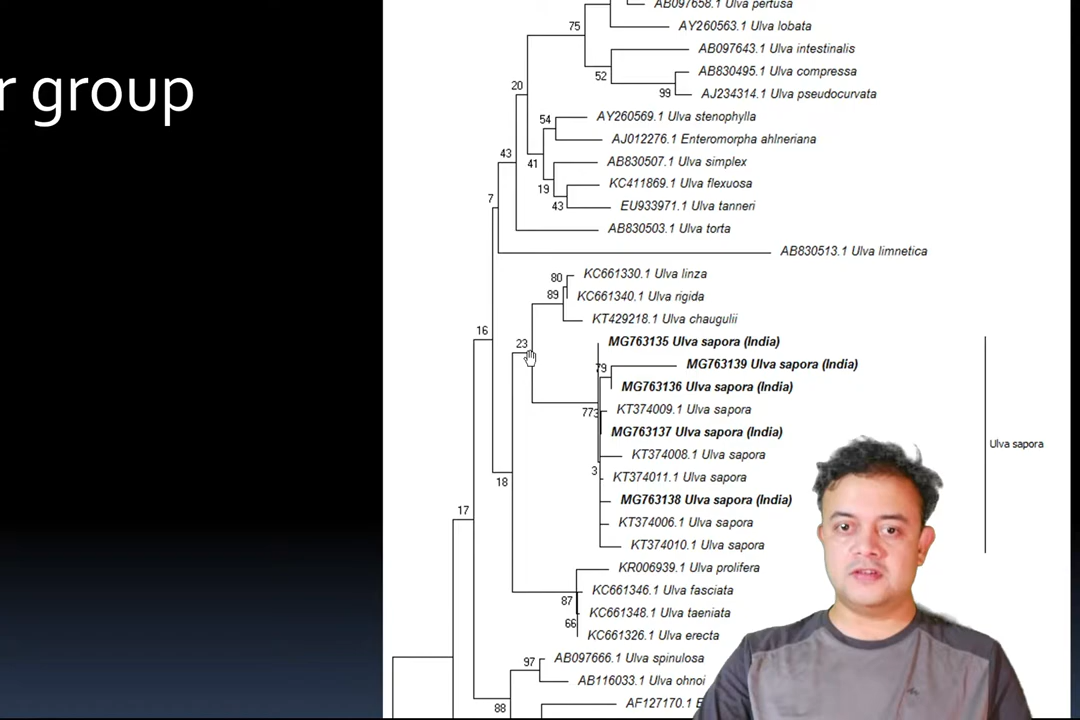 r group
AB097658.1 Ulva pertusa
75
AY260563.1 Ulva lobata
AB097643.1 Ulva intestinalis
52
AB830495.1 Ulva compressa
99
AJ234314.1 Ulva pseudocurvata
20
54
AY260569.1 Ulva stenophylla
AJ012276.1 Enteromorpha ahlneriana
43
41
AB830507.1 Ulva simplex
19
KC411869.1 Ulva flexuosa
43
EU933971.1 Ulva tanneri
7
AB830503.1 Ulva torta
AB830513.1 Ulva limnetica
80
KC661330.1 Ulva linza
89
KC661340.1 Ulva rigida
KT429218.1 Ulva chaugulii
16
23
MG763135 Ulva sapora (India)
79
MG763139 Ulva sapora (India)
MG763136 Ulva sapora (India)
773
KT374009.1 Ulva sapora
MG763137 Ulva sapora (India)
Ulva sapora
KT374008.1 Ulva sapora
3
KT374011.1 Ulva sapora
18
MG763138 Ulva sapora (India)
17
KT374006.1 Ulva sapora
KT374010.1 Ulva sapora
KR006939.1 Ulva prolifera
87
KC661346.1 Ulva fasciata
KC661348.1 Ulva taeniata
66
KC661326.1 Ulva erecta
97
AB097666.1 Ulva spinulosa
AB116033.1 Ulva ohnoi
88
AF127170.1 E